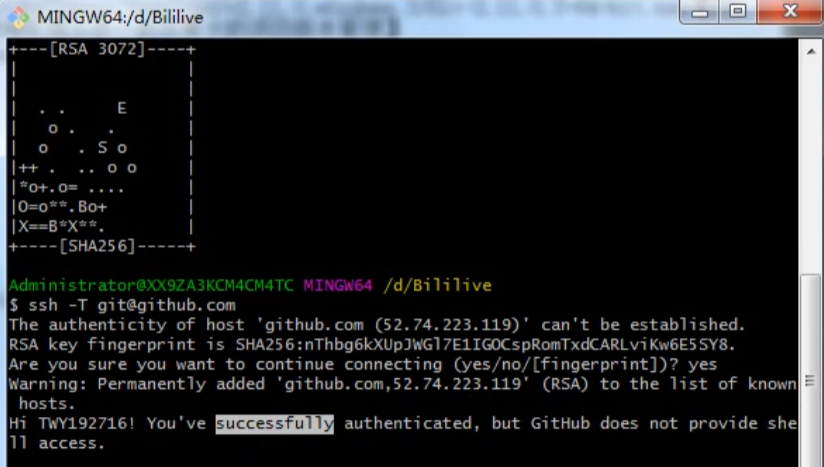 MINGW64:/d/Bililive
+---[RSA 3072]----+
|                 |
|                 |
|  . .     E      |
|   o .   .       |
|  o   . S o      |
|++ .  .. o o     |
|*o+.o= ....      |
|O=o**.Bo+        |
|X==B*X**.        |
+----[SHA256]-----+
Administrator@XX9ZA3KCM4CM4TC MINGW64 /d/Bililive
$ ssh -T git@github.com
The authenticity of host 'github.com (52.74.223.119)' can't be established.
RSA key fingerprint is SHA256:nThbg6kXUpJWGl7E1IGOCspRomTxdCARLviKw6E5SY8.
Are you sure you want to continue connecting (yes/no/[fingerprint])? yes
Warning: Permanently added 'github.com,52.74.223.119' (RSA) to the list of known
 hosts.
Hi TWY192716! You've successfully authenticated, but GitHub does not provide she
ll access.